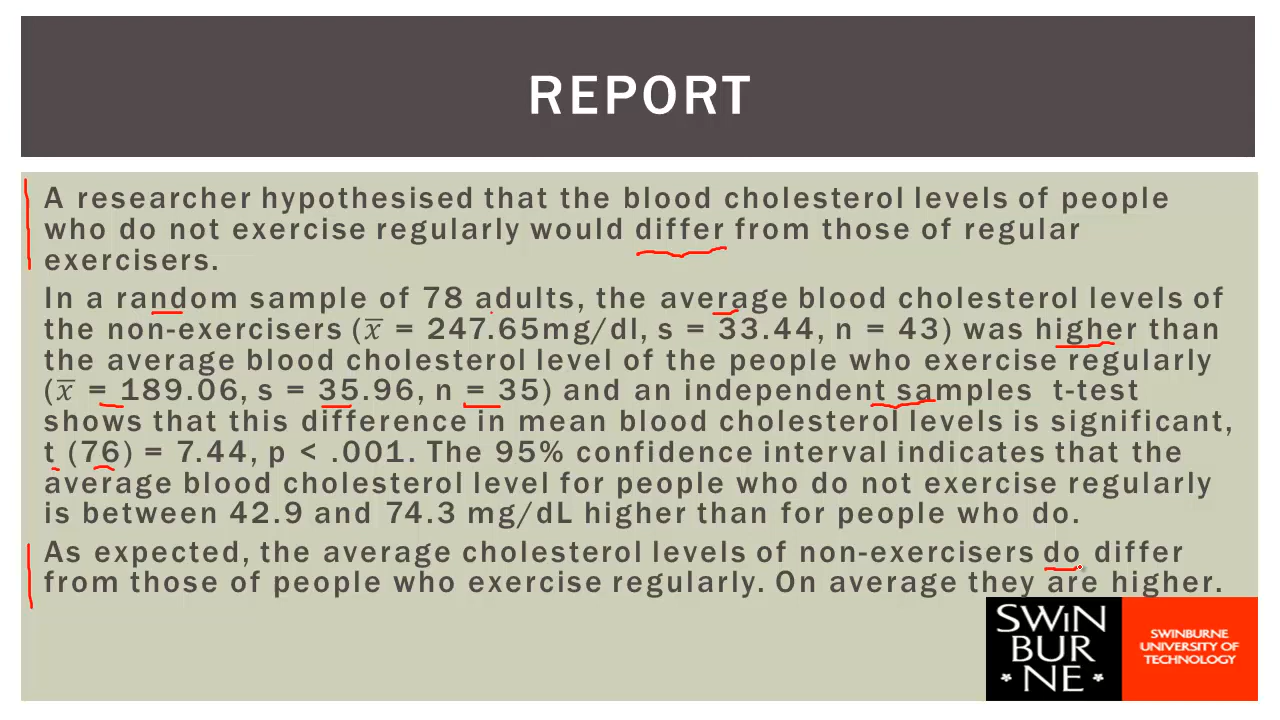 REPORT
A researcher hypothesised that the blood cholesterol levels of people
who do not exercise regularly would differ from those of regular
exercisers.
In a random sample of 78 adults, the average blood cholesterol levels of
the non-exercisers (x̅ = 247.65mg/dl, s = 33.44, n = 43) was higher than
the average blood cholesterol level of the people who exercise regularly
(x̅ = 189.06, s = 35.96, n = 35) and an independent samples t-test
shows that this difference in mean blood cholesterol levels is significant,
t (76) = 7.44, p < .001. The 95% confidence interval indicates that the
average blood cholesterol level for people who do not exercise regularly
is between 42.9 and 74.3 mg/dL higher than for people who do.
As expected, the average cholesterol levels of non-exercisers do differ
from those of people who exercise regularly. On average they are higher.
SWIN
BUR
* NE *
SWINBURNE
UNIVERSITY OF
TECHNOLOGY